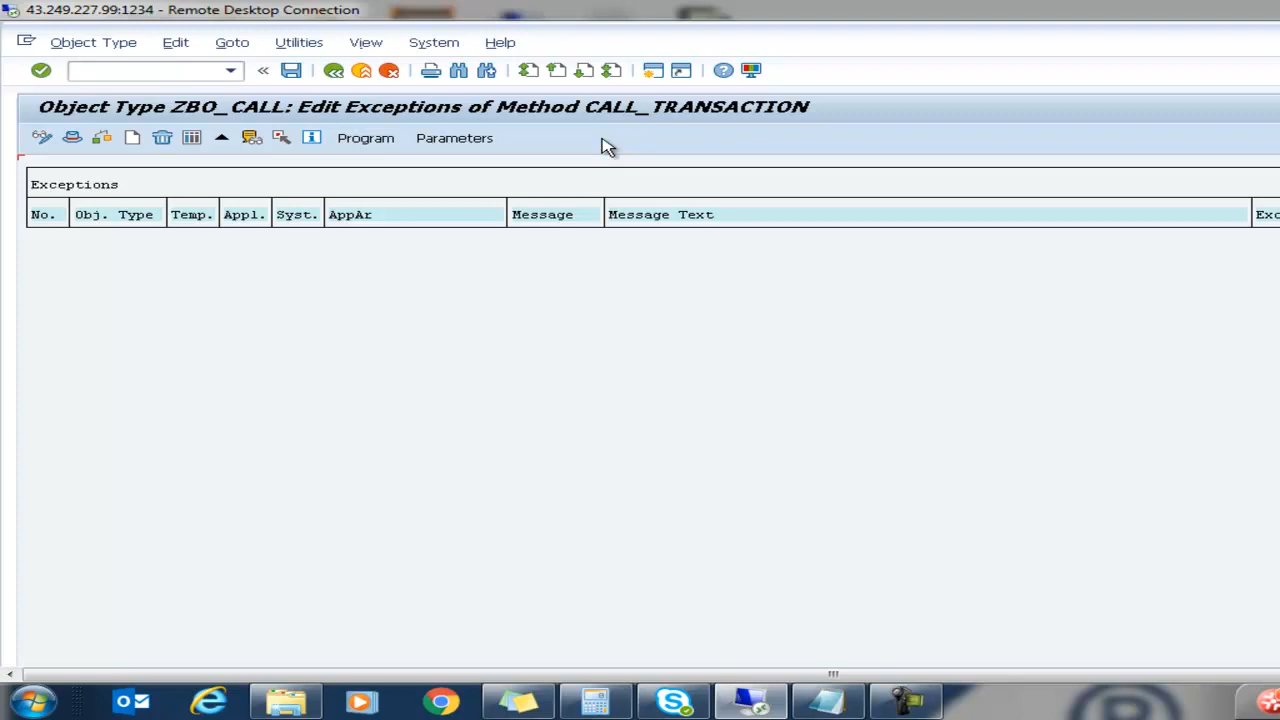 43.249.227.99:1234 - Remote Desktop Connection
Object Type Edit Goto Utilities View System Help
Object Type ZBO_CALL: Edit Exceptions of Method CALL_TRANSACTION
Program Parameters
Exceptions
No. Obj. Type Temp. Appl. Syst. AppAr Message Message Text Exc